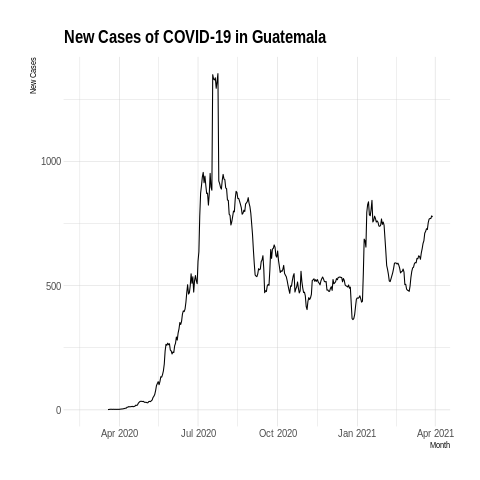 New Cases of COVID-19 in Guatemala
New Cases
1000
500
0
Apr 2020 Jul 2020 Oct 2020 Jan 2021 Apr 2021
Month